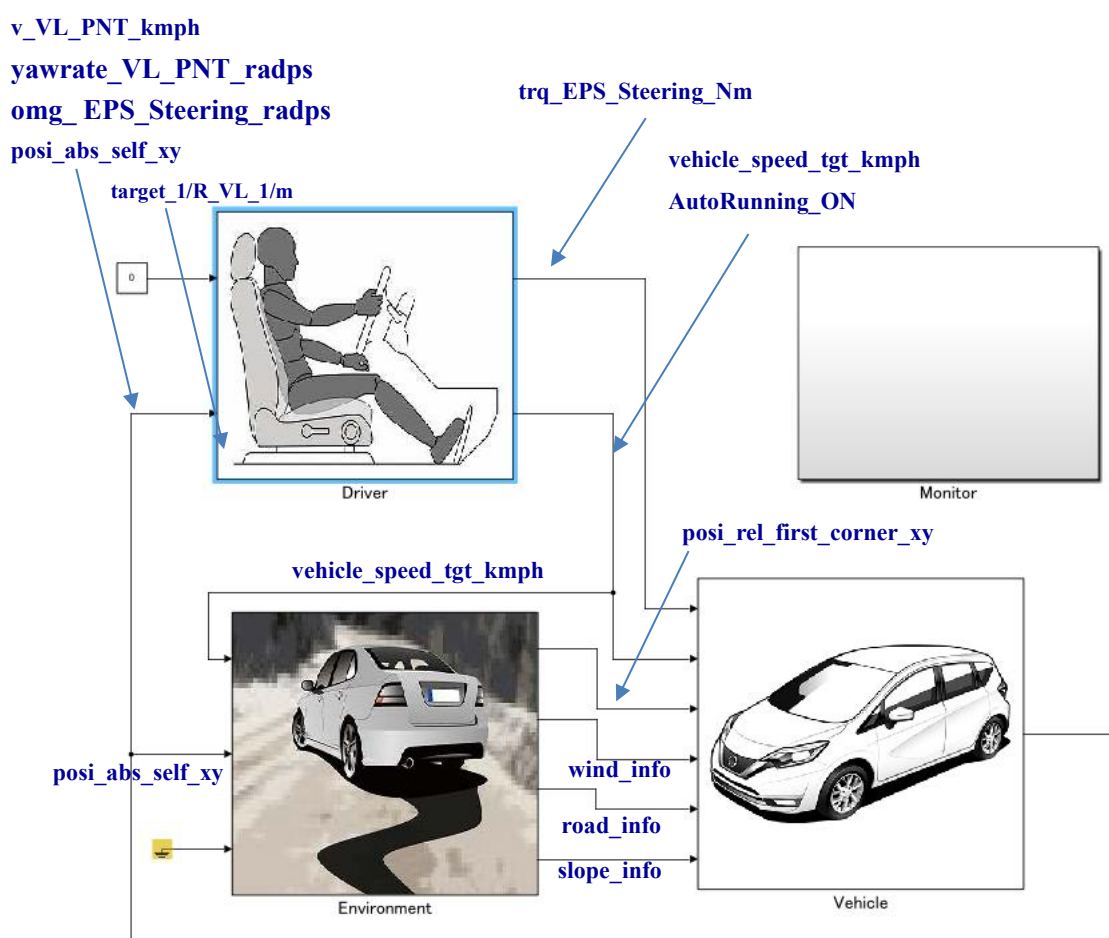 v_VL_PNT_kmph
yawrate_VL_PNT_radps
omg_ EPS_Steering_radps
posi_abs_self_xy
target_1/R_VL_1/m
trq_EPS_Steering_Nm
vehicle_speed_tgt_kmph
AutoRunning_ON
0
Driver
Monitor
posi_rel_first_corner_xy
vehicle_speed_tgt_kmph
posi_abs_self_xy
wind_info
road_info
slope_info
Environment
Vehicle